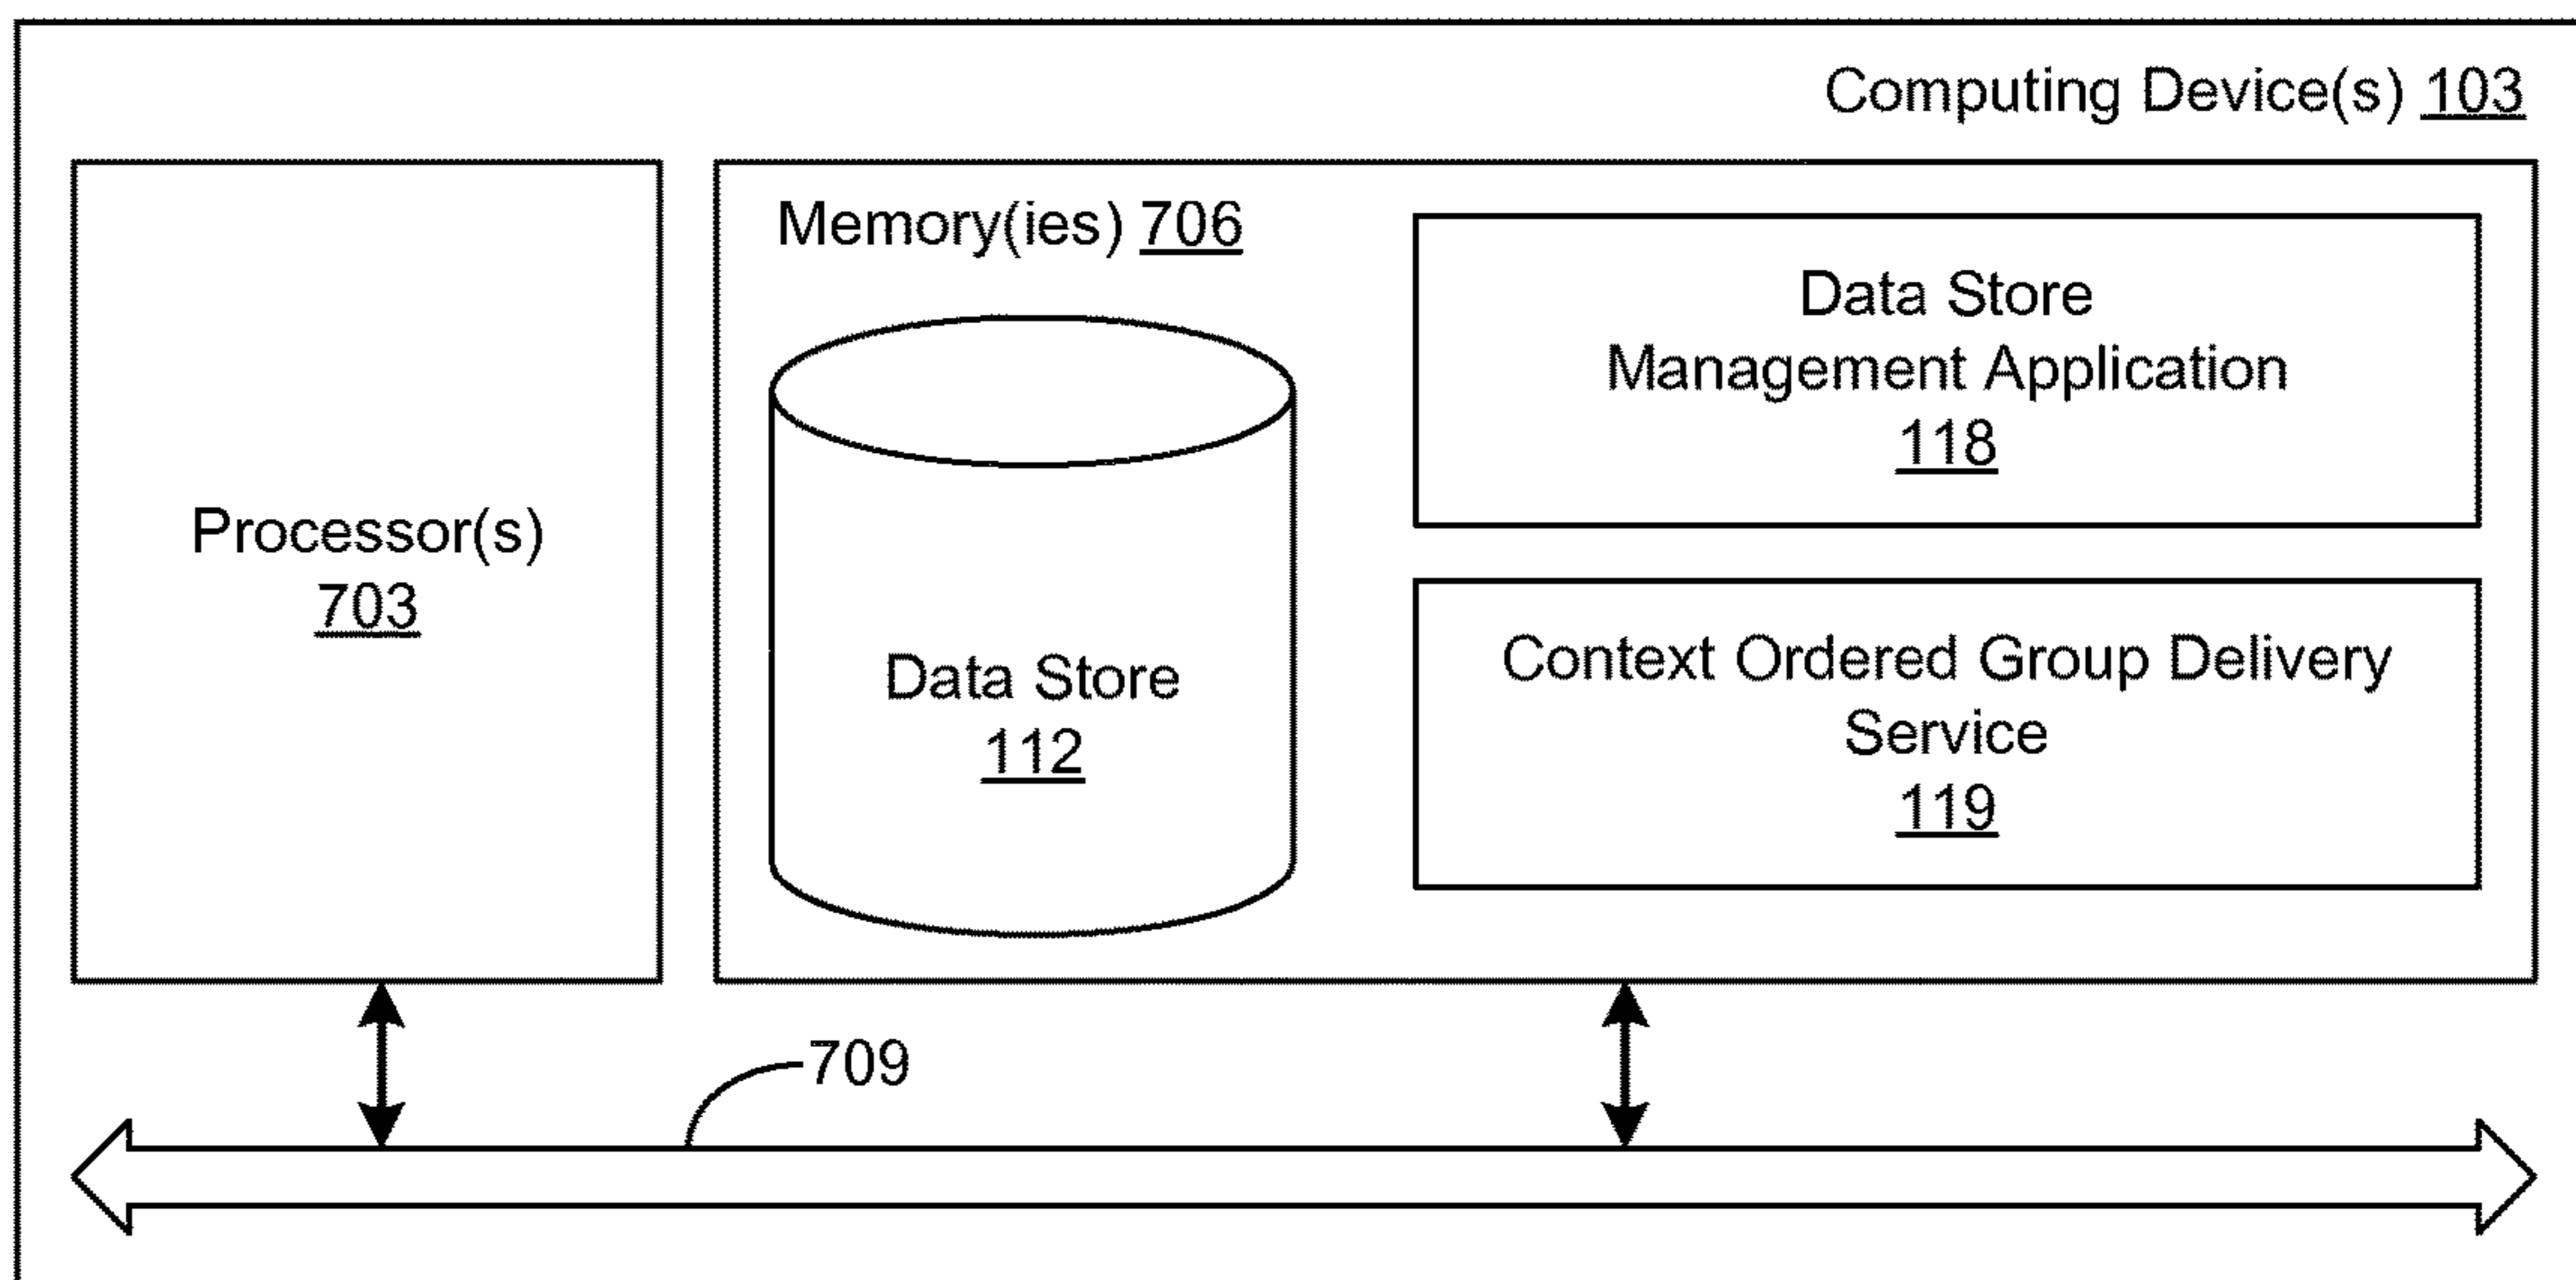 Computing Device(s) 103
Processor(s)
703
Memory(ies) 706
Data Store
112
Data Store
Management Application
118
Context Ordered Group Delivery
Service
119
709